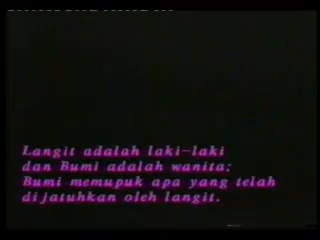 Langit adalah laki-laki
dan Bumi adalah wanita;
Bumi memupuk apa yang telah
dijatuhkan oleh langit.